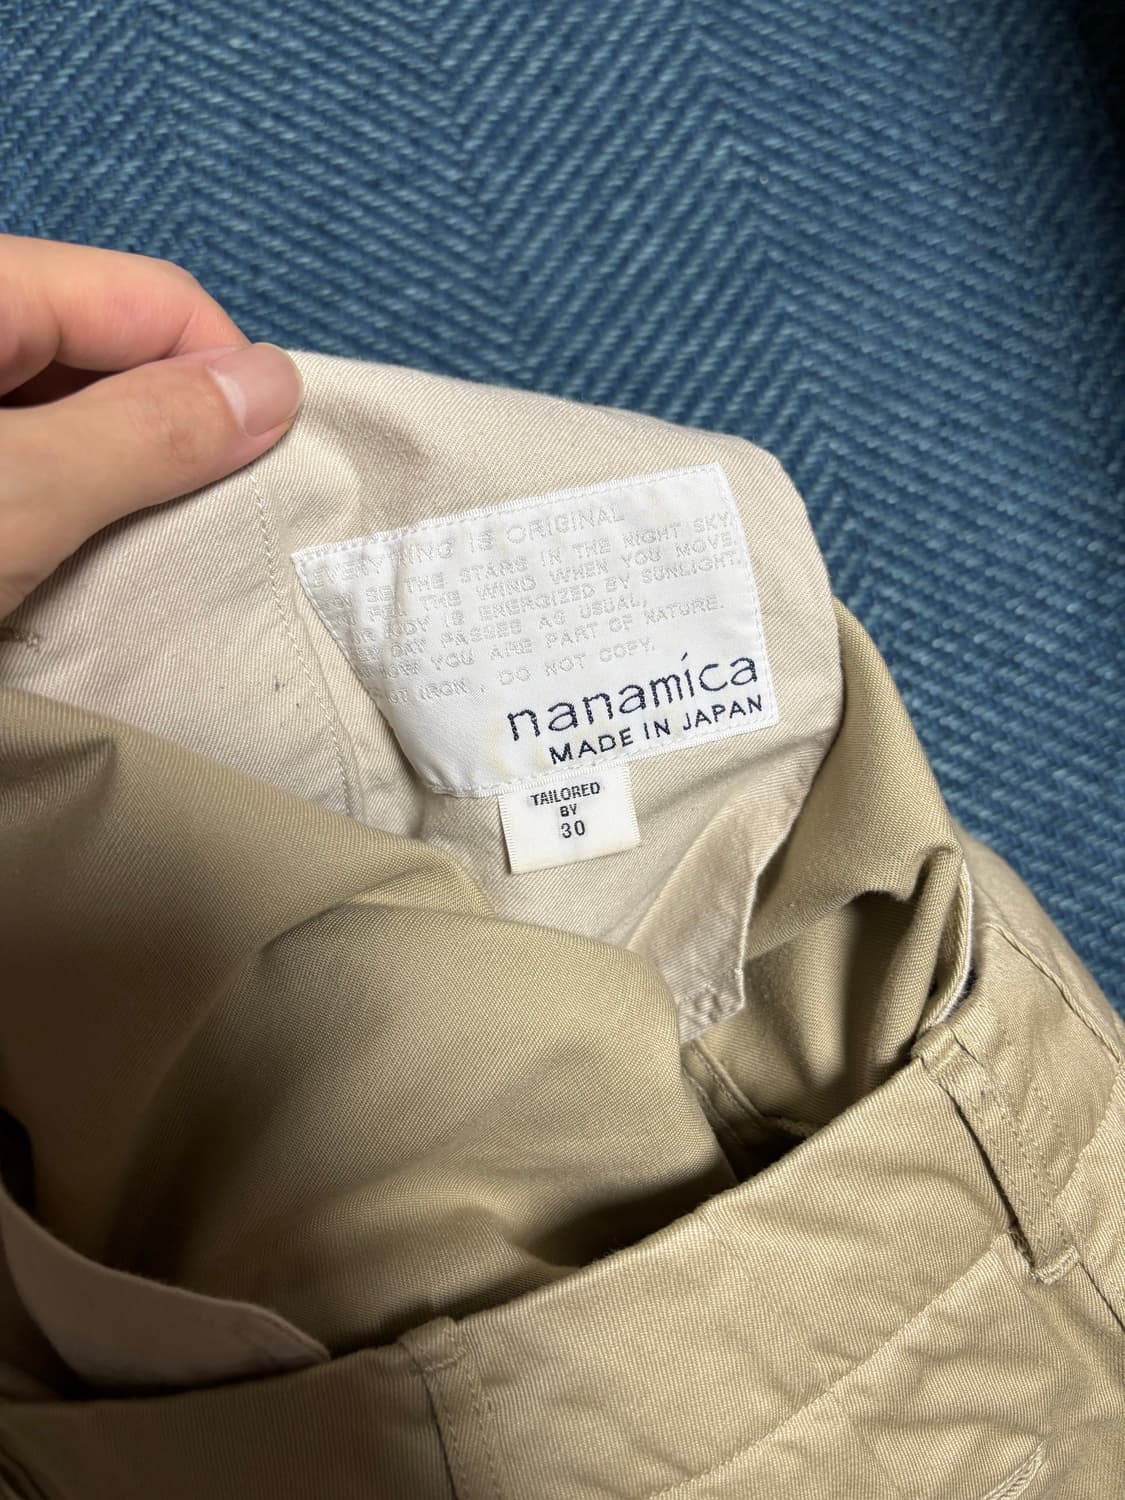 IS ORIGINAL
SEE THE STARS IN THE NIGHT SKY,
FEEL THE WIND WHEN YOU MOVE,
BODY IS ENERGIZED BY SUNLIGHT.
DAY PASSES AS USUAL,
YOU ARE PART OF NATURE.
IRON, DO NOT COPY.
nanamica
MADE IN JAPAN
TAILORED
BY
30